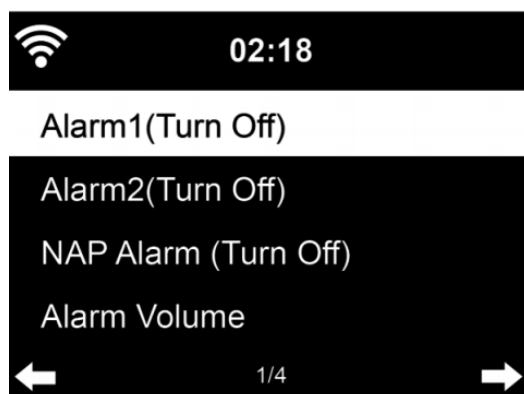 02:18
Alarm1(Turn Off)
Alarm2(Turn Off)
NAP Alarm (Turn Off)
Alarm Volume
1/4